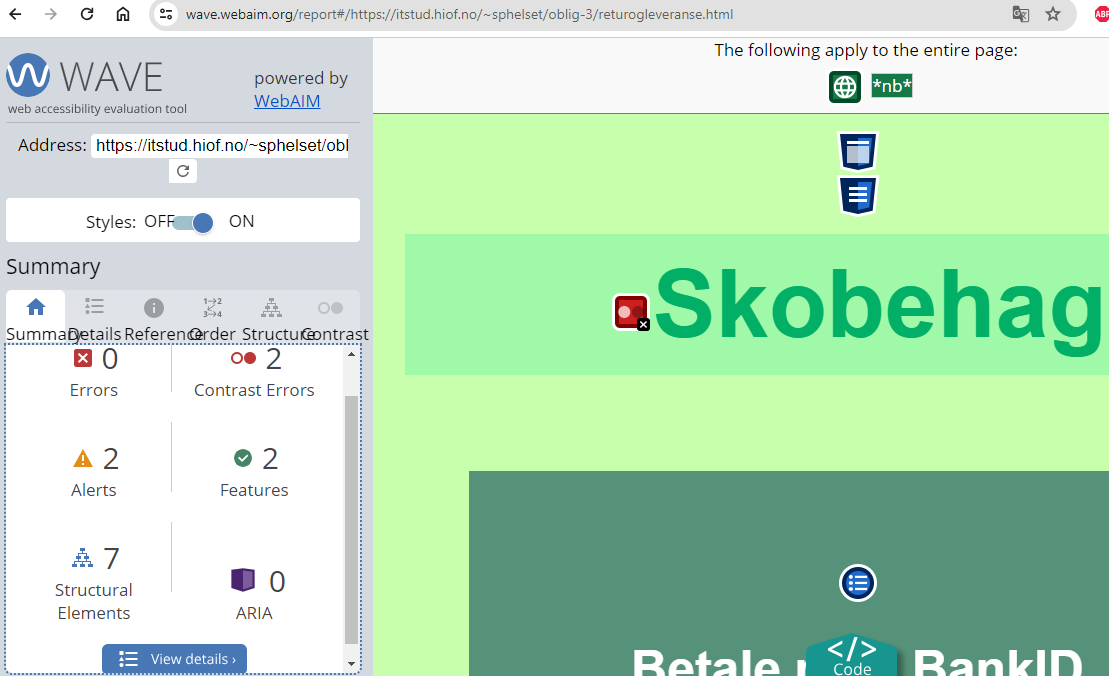 wave.webaim.org/report#/https://itstud.hiof.no/~sphelset/oblig-3/returogleveranse.html
ABP
WAVE
web accessibility evaluation tool
powered by
WebAIM
Address: https://itstud.hiof.no/~sphelset/obl
Styles: OFF ON
Summary
Summary Details Reference Order Structure Contrast
0 Errors
2 Contrast Errors
2 Alerts
2 Features
7 Structural Elements
0 ARIA
View details ›
The following apply to the entire page:
*nb*
Skobehag
Betale
BankID
</> Code